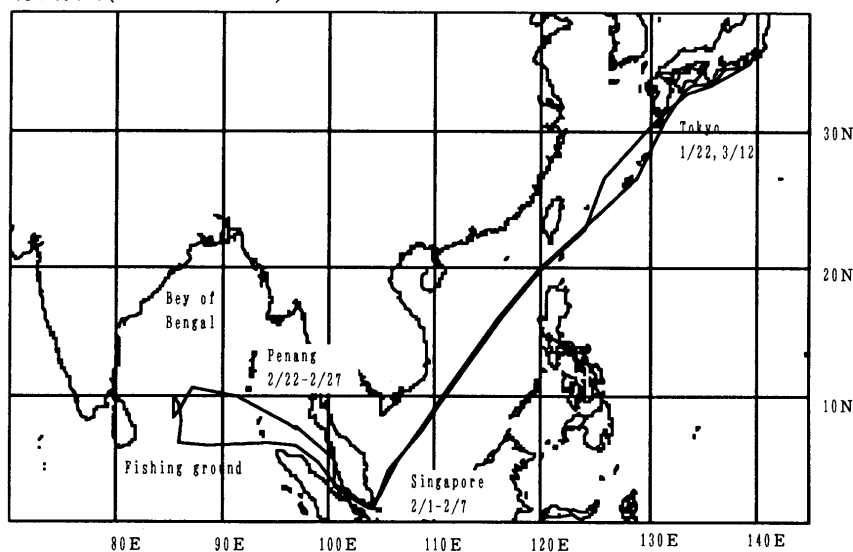 Tokyo
1/22, 3/12
30N
20N
Bey of
Bengal
Penang
2/22-2/27
10N
Fishing ground
Singapore
2/1-2/7
80E
90E
100E
110E
120E
130E
140E